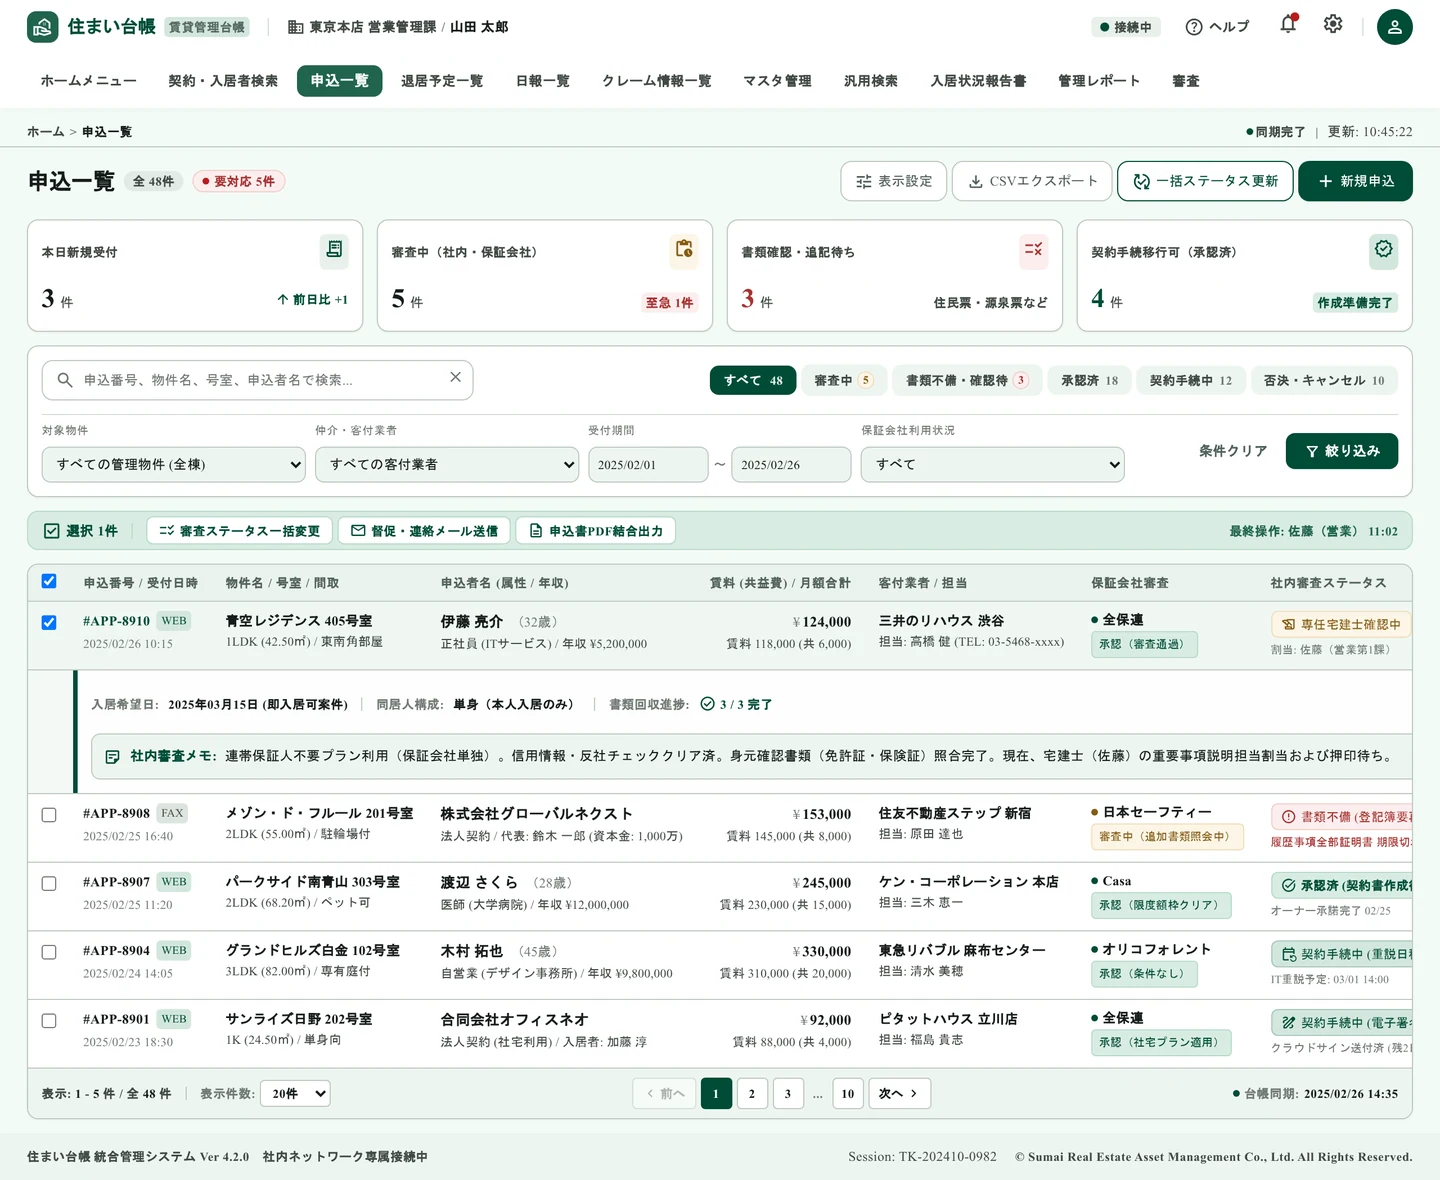 住まい台帳 賃貸管理台帳 東京本店 営業管理課 / 山田 太郎 接続中 ヘルプ
ホームメニュー 契約・入居者検索 申込一覧 退居予定一覧 日報一覧 クレーム情報一覧 マスタ管理 汎用検索 入居状況報告書 管理レポート 審査
ホーム > 申込一覧 同期完了 | 更新: 10:45:22
申込一覧 全 48件 要対応 5件 表示設定 CSVエクスポート 一括ステータス更新 新規申込
本日新規受付
3 件 前日比 +1
審査中（社内・保証会社）
5 件 至急 1件
書類確認・追記待ち
3 件 住民票・源泉票など
契約手続移行可（承認済）
4 件 作成準備完了
申込番号、物件名、号室、申込者名で検索... すべて 48 審査中 5 書類不備・確認待 3 承認済 18 契約手続中 12 否決・キャンセル 10
対象物件 仲介・客付業者 受付期間 保証会社利用状況
すべての管理物件 (全棟) すべての客付業者 2025/02/01 ～ 2025/02/26 すべて 条件クリア 絞り込み
選択 1件 審査ステータス一括変更 督促・連絡メール送信 申込書PDF結合出力 最終操作: 佐藤（営業） 11:02
申込番号 / 受付日時 物件名 / 号室 / 間取 申込者名 (属性 / 年収) 賃料 (共益費) / 月額合計 客付業者 / 担当 保証会社審査 社内審査ステータス
#APP-8910 WEB 青空レジデンス 405号室 伊藤 亮介 （32歳） ¥124,000 三井のリハウス 渋谷 全保連 専任宅建士確認中
2025/02/26 10:15 1LDK (42.50㎡) / 東南角部屋 正社員 (ITサービス) / 年収 ¥5,200,000 賃料 118,000 (共 6,000) 担当: 高橋 健 (TEL: 03-5468-xxxx) 承認（審査通過） 割当: 佐藤（営業第1課）
入居希望日: 2025年03月15日 (即入居可案件) 同居人構成: 単身（本人入居のみ） 書類回収進捗: 3 / 3 完了
社内審査メモ: 連帯保証人不要プラン利用（保証会社単独）。信用情報・反社チェッククリア済。身元確認書類（免許証・保険証）照合完了。現在、宅建士（佐藤）の重要事項説明担当割当および押印待ち。
#APP-8908 FAX メゾン・ド・フルール 201号室 株式会社グローバルネクスト ¥153,000 住友不動産ステップ 新宿 日本セーフティー 書類不備 (登記簿要
2025/02/25 16:40 2LDK (55.00㎡) / 駐輪場付 法人契約 / 代表: 鈴木 一郎 (資本金: 1,000万) 賃料 145,000 (共 8,000) 担当: 原田 達也 審査中（追加書類照会中） 履歴事項全部証明書 期限切
#APP-8907 WEB パークサイド南青山 303号室 渡辺 さくら （28歳） ¥245,000 ケン・コーポレーション 本店 Casa 承認済 (契約書作成
2025/02/25 11:20 2LDK (68.20㎡) / ペット可 医師 (大学病院) / 年収 ¥12,000,000 賃料 230,000 (共 15,000) 担当: 三木 恵一 承認（限度額枠クリア） オーナー承諾完了 02/25
#APP-8904 WEB グランドヒルズ白金 102号室 木村 拓也 （45歳） ¥330,000 東急リバブル 麻布センター オリコフォレント 契約手続中 (重説日
2025/02/24 14:05 3LDK (82.00㎡) / 専有庭付 自営業 (デザイン事務所) / 年収 ¥9,800,000 賃料 310,000 (共 20,000) 担当: 清水 美穂 承認（条件なし） IT重説予定: 03/01 14:00
#APP-8901 WEB サンライズ日野 202号室 合同会社オフィスネオ ¥92,000 ピタットハウス 立川店 全保連 契約手続中 (電子署
2025/02/23 18:30 1K (24.50㎡) / 単身向 法人契約 (社宅利用) / 入居者: 加藤 淳 賃料 88,000 (共 4,000) 担当: 福島 貴志 承認（社宅プラン適用） クラウドサイン送付済 (残2
表示: 1 - 5 件 / 全 48 件 表示件数: 20件 前へ 1 2 3 ... 10 次へ 台帳同期: 2025/02/26 14:35
住まい台帳 統合管理システム Ver 4.2.0 社内ネットワーク専属接続中 Session: TK-202410-0982 © Sumai Real Estate Asset Management Co., Ltd. All Rights Reserved.